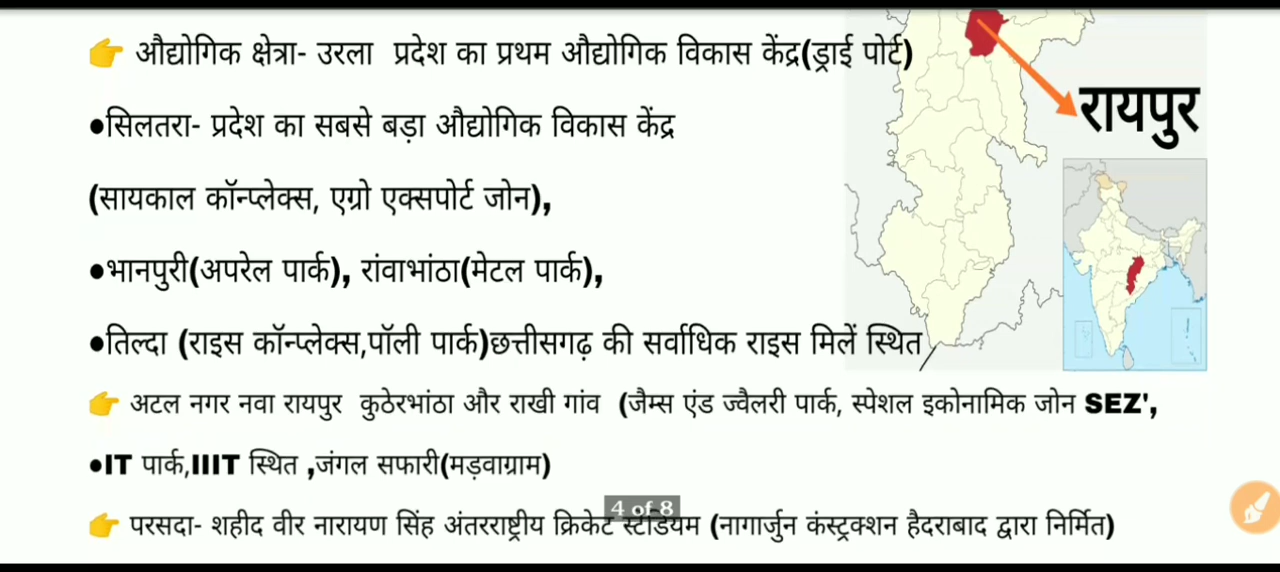 👉 औद्योगिक क्षेत्रा- उरला प्रदेश का प्रथम औद्योगिक विकास केंद्र(ड्राई पोर्ट)
रायपुर
●सिलतरा- प्रदेश का सबसे बड़ा औद्योगिक विकास केंद्र
(सायकाल कॉम्प्लेक्स, एग्रो एक्सपोर्ट जोन),
●भानपुरी(अपरेल पार्क), रांवाभांठा(मेटल पार्क),
●तिल्दा (राइस कॉम्प्लेक्स,पॉली पार्क)छत्तीसगढ़ की सर्वाधिक राइस मिलें स्थित
👉 अटल नगर नवा रायपुर कुठेरभांठा और राखी गांव (जैम्स एंड ज्वैलरी पार्क, स्पेशल इकोनामिक जोन SEZ',
●IT पार्क,IIIT स्थित ,जंगल सफारी(मड़वाग्राम)
4 of 8
👉 परसदा- शहीद वीर नारायण सिंह अंतरराष्ट्रीय क्रिकेट स्टेडियम (नागार्जुन कंस्ट्रक्शन हैदराबाद द्वारा निर्मित)